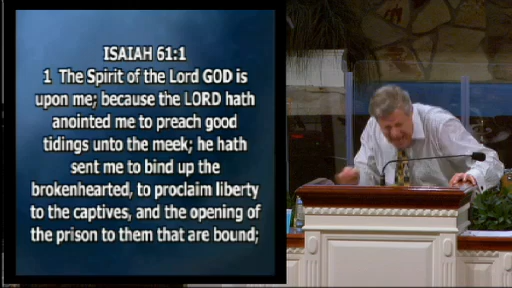 ISAIAH 61:1
1 The Spirit of the Lord GOD is
upon me; because the LORD hath
anointed me to preach good
tidings unto the meek; he hath
sent me to bind up the
brokenhearted, to proclaim liberty
to the captives, and the opening of
the prison to them that are bound;